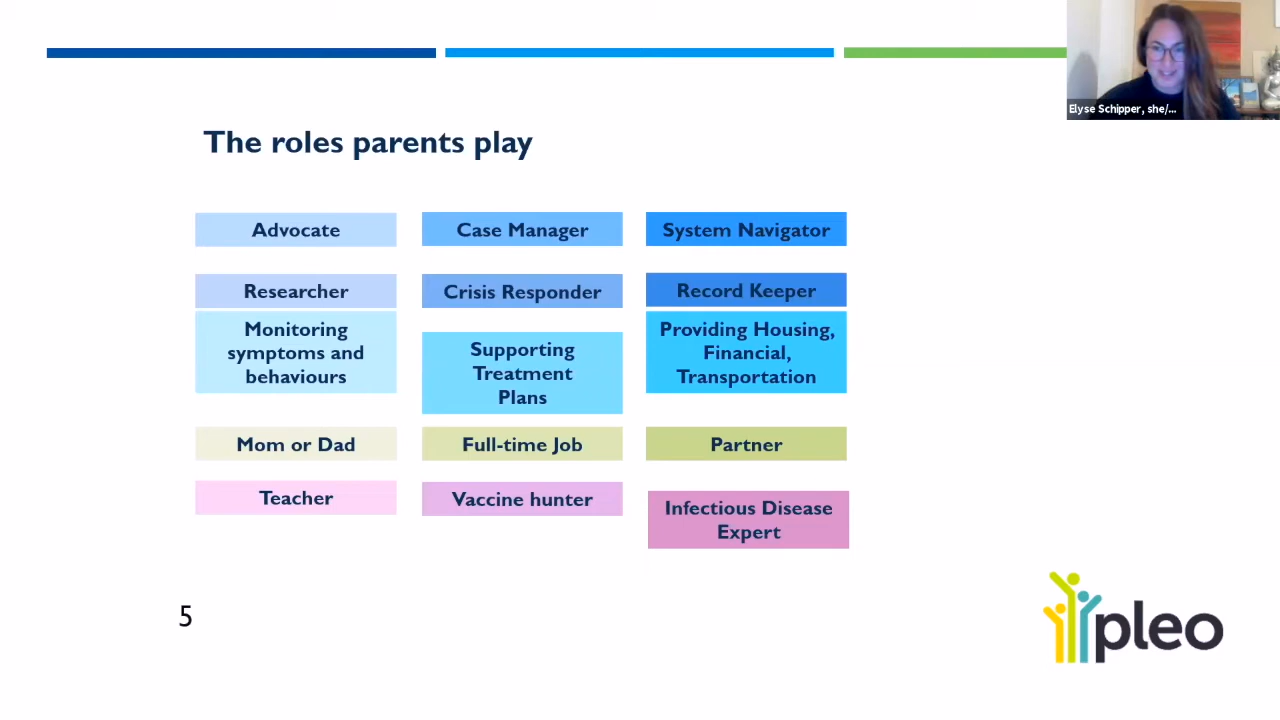 Elyse Schipper, she/...
The roles parents play
Advocate
Case Manager
System Navigator
Researcher
Crisis Responder
Record Keeper
Monitoring
symptoms and
behaviours
Supporting
Treatment
Plans
Providing Housing,
Financial,
Transportation
Mom or Dad
Full-time Job
Partner
Teacher
Vaccine hunter
Infectious Disease
Expert
5
pleo